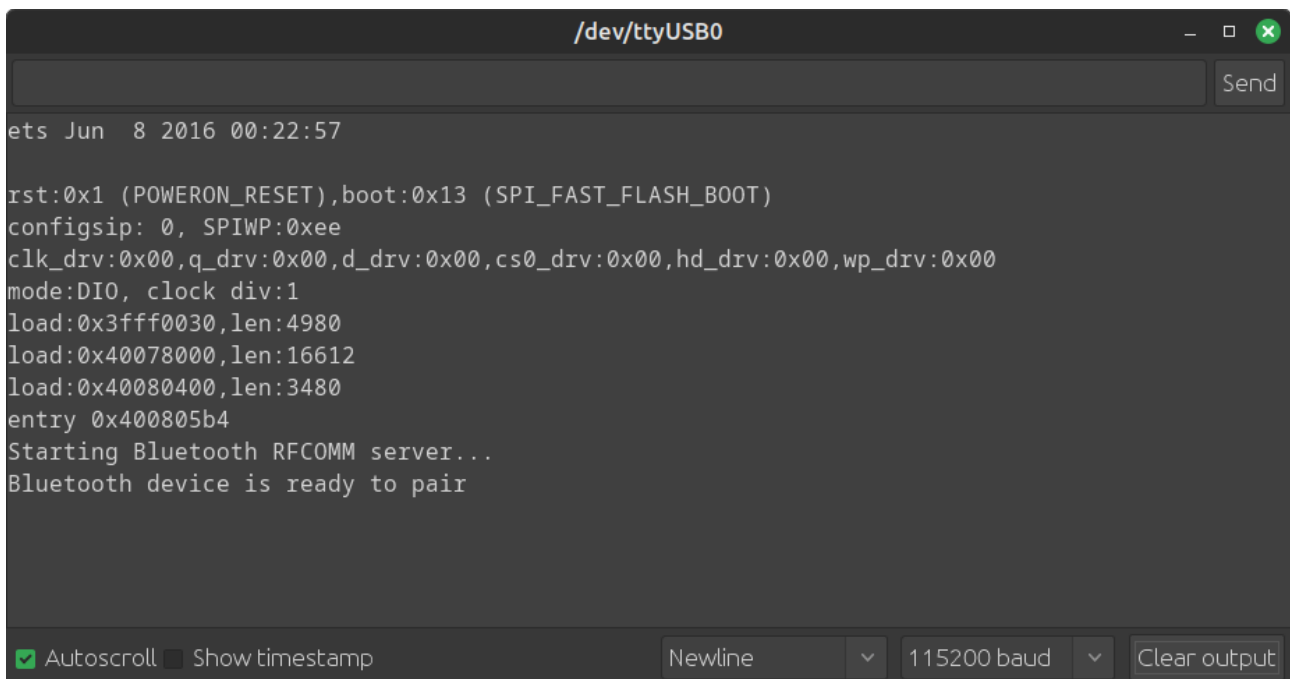 /dev/ttyUSB0
Send
ets Jun  8 2016 00:22:57
rst:0x1 (POWERON_RESET),boot:0x13 (SPI_FAST_FLASH_BOOT)
configsip: 0, SPIWP:0xee
clk_drv:0x00,q_drv:0x00,d_drv:0x00,cs0_drv:0x00,hd_drv:0x00,wp_drv:0x00
mode:DIO, clock div:1
load:0x3fff0030,len:4980
load:0x40078000,len:16612
load:0x40080400,len:3480
entry 0x400805b4
Starting Bluetooth RFCOMM server...
Bluetooth device is ready to pair
Autoscroll Show timestamp Newline 115200 baud Clear output